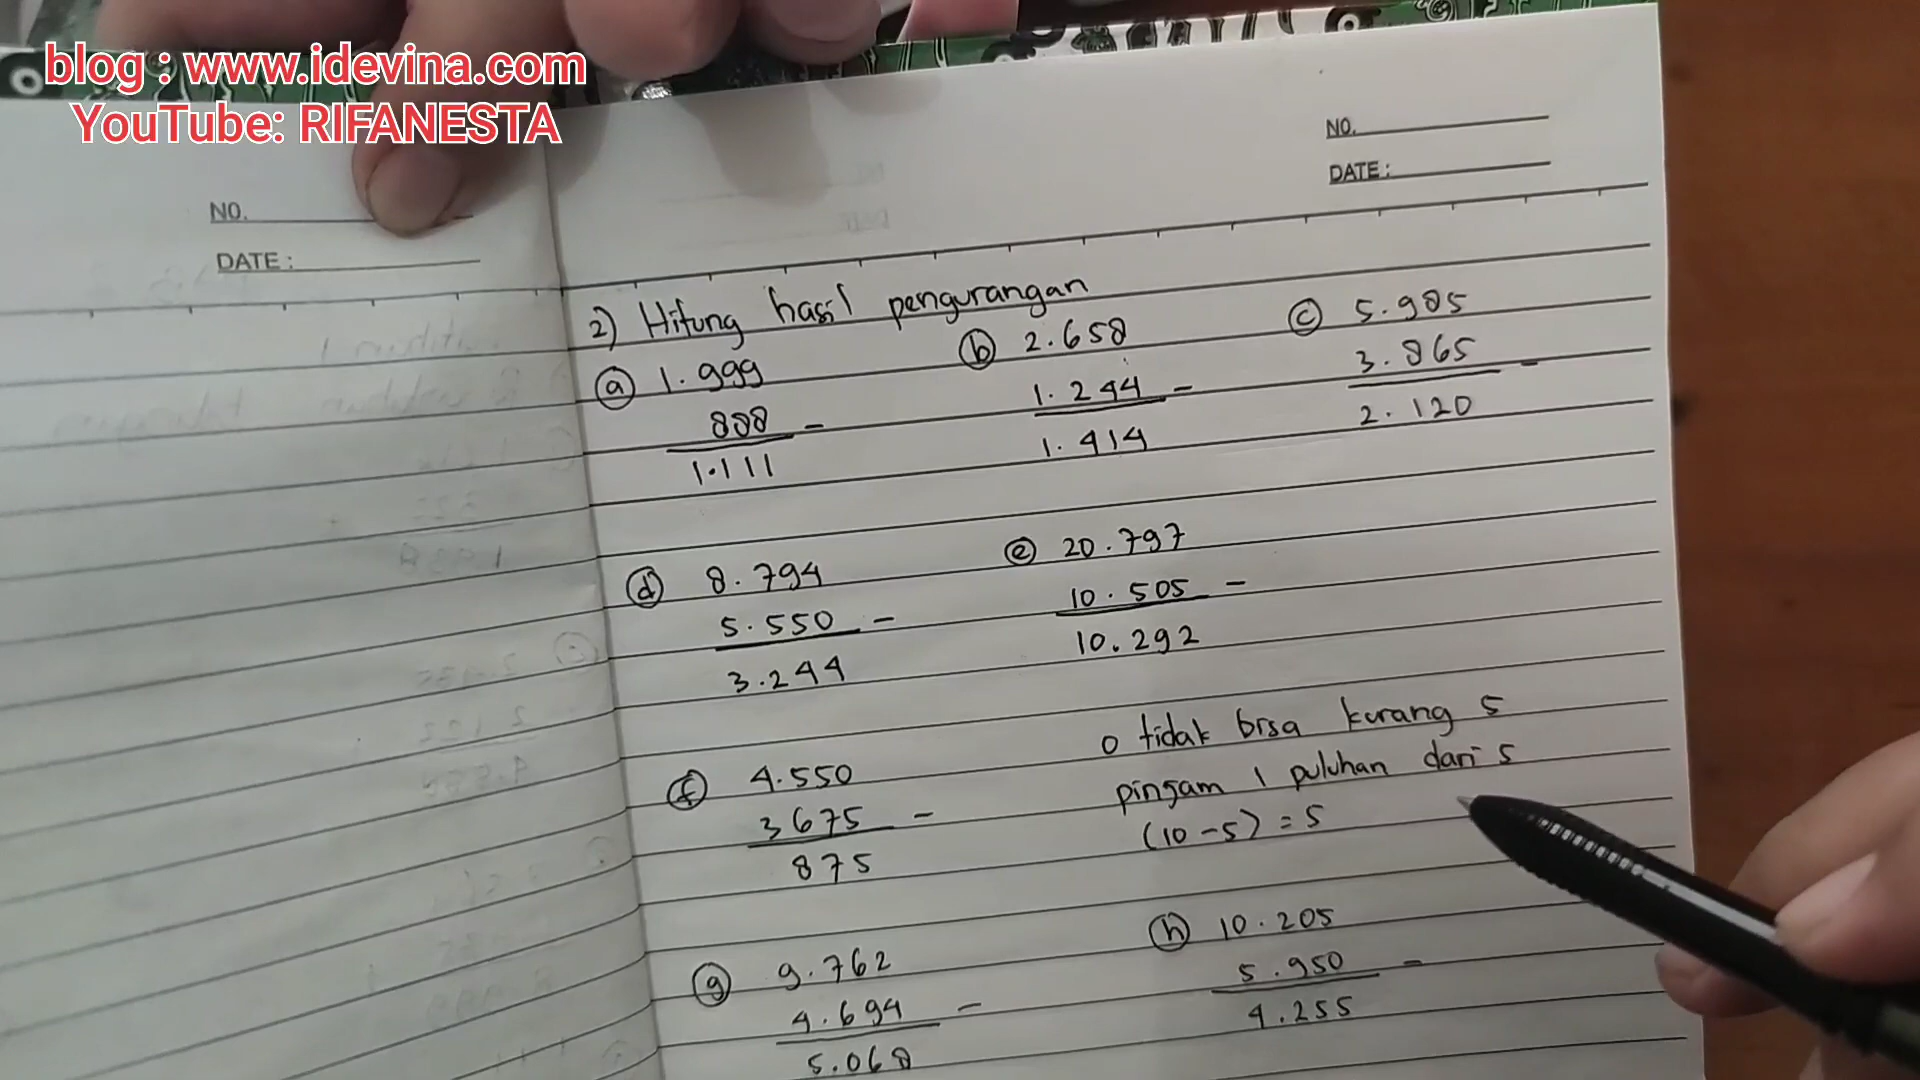 blog : www.idevina.com
YouTube: RIFANESTA
NO.
DATE :
NO.
DATE :
2) Hitung hasil pengurangan
a 1.999
888 -
1.111
b 2.658
1.244 -
1.414
c 5.985
3.865 -
2.120
d 8.794
5.550 -
3.244
e 20.797
10.505 -
10.292
f 4.550
3675 -
875
0 tidak bisa kurang 5
pinjam 1 puluhan dari 5
(10-5) = 5
g 9.762
4.694 -
5.068
h 10.205
5.950 -
4.255